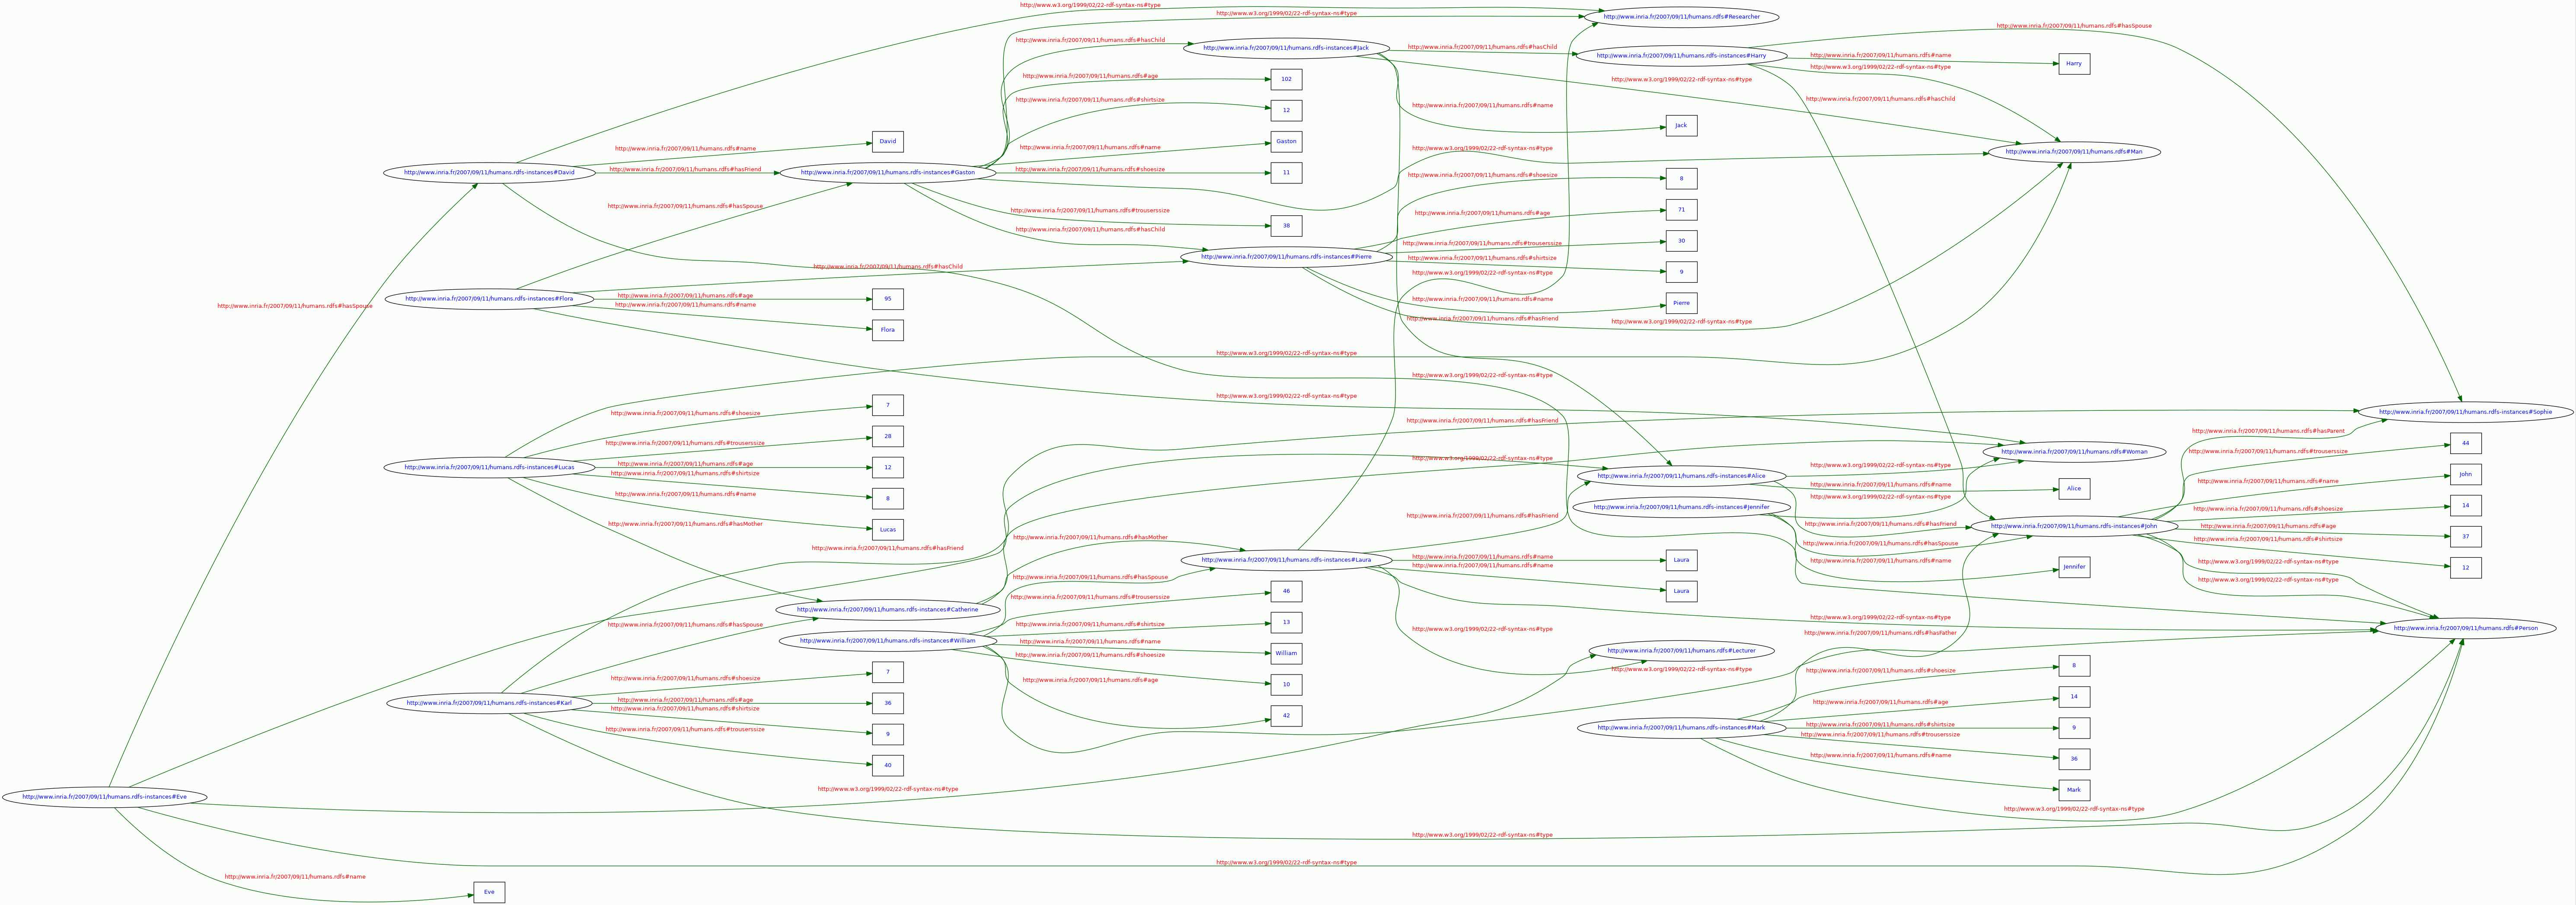 http://www.w3.org/1999/02/22-rdf-syntax-ns#type
http://www.w3.org/1999/02/22-rdf-syntax-ns#type
http://www.inria.fr/2007/09/11/humans.rdfs#Researcher
http://www.inria.fr/2007/09/11/humans.rdfs#hasSpouse
http://www.inria.fr/2007/09/11/humans.rdfs#hasChild
http://www.inria.fr/2007/09/11/humans.rdfs-instances#Jack
http://www.inria.fr/2007/09/11/humans.rdfs#hasChild
http://www.inria.fr/2007/09/11/humans.rdfs-instances#Harry
http://www.inria.fr/2007/09/11/humans.rdfs#name
Harry
http://www.w3.org/1999/02/22-rdf-syntax-ns#type
http://www.inria.fr/2007/09/11/humans.rdfs#age
102
http://www.w3.org/1999/02/22-rdf-syntax-ns#type
http://www.inria.fr/2007/09/11/humans.rdfs#hasChild
http://www.inria.fr/2007/09/11/humans.rdfs#shirtsize
12
http://www.inria.fr/2007/09/11/humans.rdfs#name
Jack
David
http://www.inria.fr/2007/09/11/humans.rdfs#name
http://www.inria.fr/2007/09/11/humans.rdfs#name
Gaston
http://www.w3.org/1999/02/22-rdf-syntax-ns#type
http://www.inria.fr/2007/09/11/humans.rdfs#Man
http://www.inria.fr/2007/09/11/humans.rdfs-instances#David
http://www.inria.fr/2007/09/11/humans.rdfs#hasFriend
http://www.inria.fr/2007/09/11/humans.rdfs-instances#Gaston
http://www.inria.fr/2007/09/11/humans.rdfs#shoesize
11
http://www.inria.fr/2007/09/11/humans.rdfs#shoesize
8
http://www.inria.fr/2007/09/11/humans.rdfs#hasSpouse
http://www.inria.fr/2007/09/11/humans.rdfs#trouserssize
38
http://www.inria.fr/2007/09/11/humans.rdfs#age
71
http://www.inria.fr/2007/09/11/humans.rdfs#hasChild
http://www.inria.fr/2007/09/11/humans.rdfs#trouserssize
30
http://www.inria.fr/2007/09/11/humans.rdfs-instances#Pierre
http://www.inria.fr/2007/09/11/humans.rdfs#shirtsize
9
http://www.inria.fr/2007/09/11/humans.rdfs#hasChild
http://www.w3.org/1999/02/22-rdf-syntax-ns#type
http://www.inria.fr/2007/09/11/humans.rdfs-instances#Flora
http://www.inria.fr/2007/09/11/humans.rdfs#age
95
http://www.inria.fr/2007/09/11/humans.rdfs#name
Pierre
http://www.inria.fr/2007/09/11/humans.rdfs#hasSpouse
http://www.inria.fr/2007/09/11/humans.rdfs#name
Flora
http://www.inria.fr/2007/09/11/humans.rdfs#hasFriend
http://www.w3.org/1999/02/22-rdf-syntax-ns#type
http://www.w3.org/1999/02/22-rdf-syntax-ns#type
http://www.w3.org/1999/02/22-rdf-syntax-ns#type
http://www.w3.org/1999/02/22-rdf-syntax-ns#type
7
http://www.inria.fr/2007/09/11/humans.rdfs#shoesize
http://www.inria.fr/2007/09/11/humans.rdfs-instances#Sophie
http://www.inria.fr/2007/09/11/humans.rdfs#hasFriend
http://www.inria.fr/2007/09/11/humans.rdfs#hasParent
28
http://www.inria.fr/2007/09/11/humans.rdfs#trouserssize
44
http://www.inria.fr/2007/09/11/humans.rdfs#Woman
http://www.inria.fr/2007/09/11/humans.rdfs#trouserssize
http://www.w3.org/1999/02/22-rdf-syntax-ns#type
http://www.inria.fr/2007/09/11/humans.rdfs-instances#Lucas
http://www.inria.fr/2007/09/11/humans.rdfs#age
12
http://www.w3.org/1999/02/22-rdf-syntax-ns#type
http://www.inria.fr/2007/09/11/humans.rdfs#shirtsize
http://www.inria.fr/2007/09/11/humans.rdfs-instances#Alice
John
http://www.inria.fr/2007/09/11/humans.rdfs#name
http://www.inria.fr/2007/09/11/humans.rdfs#name
Alice
http://www.inria.fr/2007/09/11/humans.rdfs#name
8
http://www.w3.org/1999/02/22-rdf-syntax-ns#type
http://www.inria.fr/2007/09/11/humans.rdfs-instances#Jennifer
http://www.inria.fr/2007/09/11/humans.rdfs#shoesize
14
http://www.inria.fr/2007/09/11/humans.rdfs#hasFriend
http://www.inria.fr/2007/09/11/humans.rdfs#hasMother
Lucas
http://www.inria.fr/2007/09/11/humans.rdfs#hasFriend
http://www.inria.fr/2007/09/11/humans.rdfs-instances#John
http://www.inria.fr/2007/09/11/humans.rdfs#age
37
http://www.inria.fr/2007/09/11/humans.rdfs#hasMother
http://www.inria.fr/2007/09/11/humans.rdfs#hasSpouse
http://www.inria.fr/2007/09/11/humans.rdfs#shirtsize
http://www.inria.fr/2007/09/11/humans.rdfs#hasFriend
http://www.inria.fr/2007/09/11/humans.rdfs-instances#Laura
http://www.inria.fr/2007/09/11/humans.rdfs#name
Laura
http://www.inria.fr/2007/09/11/humans.rdfs#name
http://www.w3.org/1999/02/22-rdf-syntax-ns#type
http://www.inria.fr/2007/09/11/humans.rdfs#name
Jennifer
12
http://www.inria.fr/2007/09/11/humans.rdfs#hasSpouse
http://www.w3.org/1999/02/22-rdf-syntax-ns#type
46
Laura
http://www.inria.fr/2007/09/11/humans.rdfs#trouserssize
http://www.inria.fr/2007/09/11/humans.rdfs-instances#Catherine
http://www.w3.org/1999/02/22-rdf-syntax-ns#type
http://www.inria.fr/2007/09/11/humans.rdfs#hasSpouse
http://www.inria.fr/2007/09/11/humans.rdfs#shirtsize
13
http://www.w3.org/1999/02/22-rdf-syntax-ns#type
http://www.inria.fr/2007/09/11/humans.rdfs#hasFather
http://www.inria.fr/2007/09/11/humans.rdfs#Person
http://www.inria.fr/2007/09/11/humans.rdfs-instances#William
http://www.inria.fr/2007/09/11/humans.rdfs#name
William
http://www.inria.fr/2007/09/11/humans.rdfs#Lecturer
http://www.inria.fr/2007/09/11/humans.rdfs#shoesize
7
http://www.inria.fr/2007/09/11/humans.rdfs#shoesize
http://www.inria.fr/2007/09/11/humans.rdfs#age
10
http://www.w3.org/1999/02/22-rdf-syntax-ns#type
http://www.inria.fr/2007/09/11/humans.rdfs#shoesize
8
http://www.inria.fr/2007/09/11/humans.rdfs-instances#Karl
http://www.inria.fr/2007/09/11/humans.rdfs#age
36
http://www.inria.fr/2007/09/11/humans.rdfs#shirtsize
42
http://www.inria.fr/2007/09/11/humans.rdfs#age
14
http://www.inria.fr/2007/09/11/humans.rdfs#trouserssize
9
http://www.inria.fr/2007/09/11/humans.rdfs-instances#Mark
http://www.inria.fr/2007/09/11/humans.rdfs#shirtsize
9
http://www.inria.fr/2007/09/11/humans.rdfs#trouserssize
40
http://www.inria.fr/2007/09/11/humans.rdfs#name
36
http://www.w3.org/1999/02/22-rdf-syntax-ns#type
Mark
http://www.inria.fr/2007/09/11/humans.rdfs-instances#Eve
http://www.w3.org/1999/02/22-rdf-syntax-ns#type
http://www.w3.org/1999/02/22-rdf-syntax-ns#type
http://www.w3.org/1999/02/22-rdf-syntax-ns#type
http://www.inria.fr/2007/09/11/humans.rdfs#name
Eve